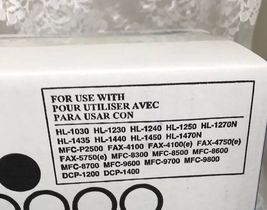 FOR USE WITH
POUR UTILISER AVEC
PARA USAR CON
HL-1030 HL-1230 HL-1240 HL-1250 HL-1270N
HL-1435 HL-1440 HL-1450 HL-1470N
MFC-P2500 FAX-4100 FAX-4100(e) FAX-4750(e)
FAX-5750(e) MFC-8300 MFC-8500 MFC-8600
MFC-8700 MFC-9600 MFC-9700 MFC-9800
DCP-1200 DCP-1400